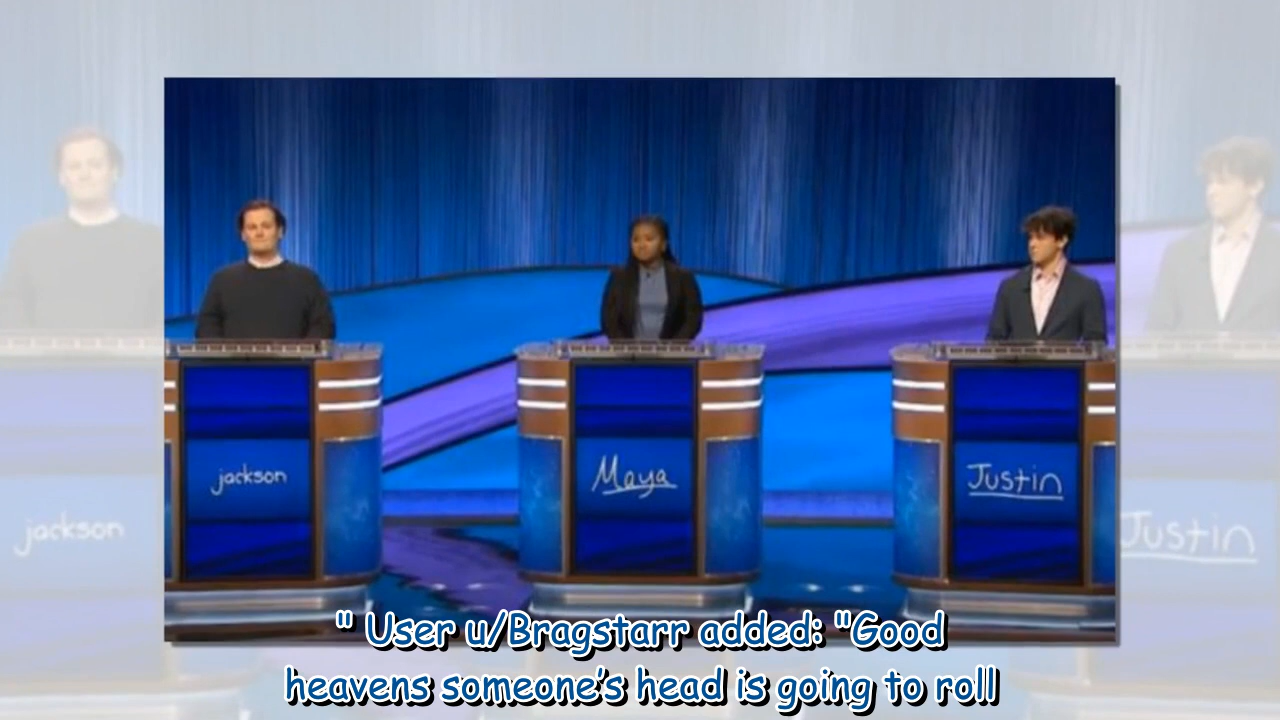 jackson
Maya
Justin
jackson
Justin
" User u/Bragstarr added: "Good
heavens someone's head is going to roll